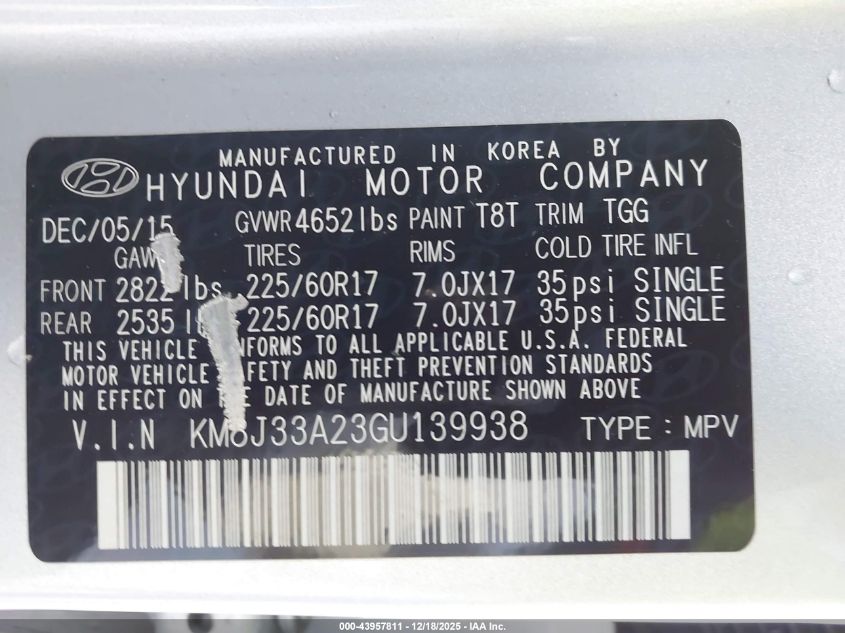 MANUFACTURED IN KOREA BY
HYUNDAI MOTOR COMPANY
DEC/05/15 GVWR 4652lbs PAINT T8T TRIM TGG
TIRES RIMS COLD TIRE INFL
FRONT 2822 lbs 225/60R17 7.0JX17 35psi SINGLE
REAR 2535 225/60R17 7.0JX17 35psi SINGLE
THIS VEHICLE TO ALL APPLICABLE U.S.A. FEDERAL
MOTOR VEHICLE AND THEFT PREVENTION STANDARDS
IN EFFECT ON DATE OF MANUFACTURE SHOWN ABOVE
V.I.N KM8J33A23GU139938 TYPE : MPV
000-43957811 - 12/18/2025 - IAA Inc.